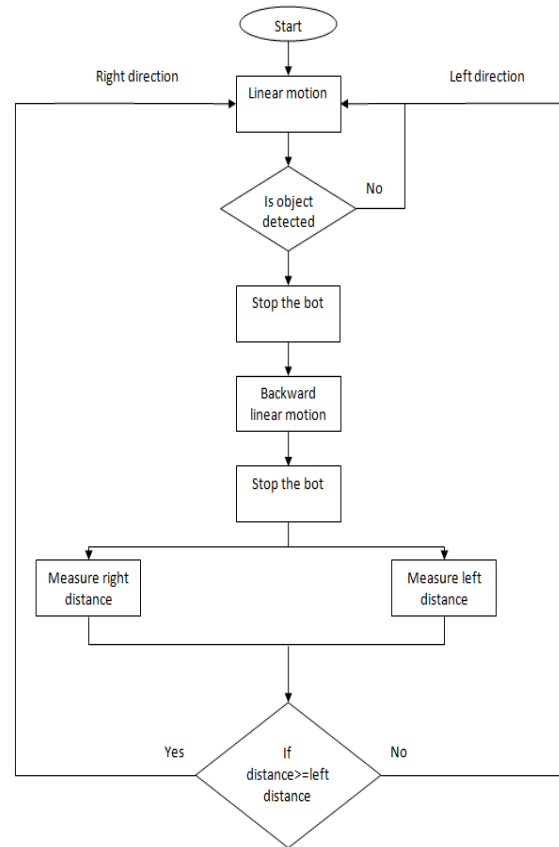 Start
Right direction
Left direction
Linear motion
Is object
detected
No
Stop the bot
Backward
linear motion
Stop the bot
Measure right
distance
Measure left
distance
Yes
If
distance>=left
distance
No